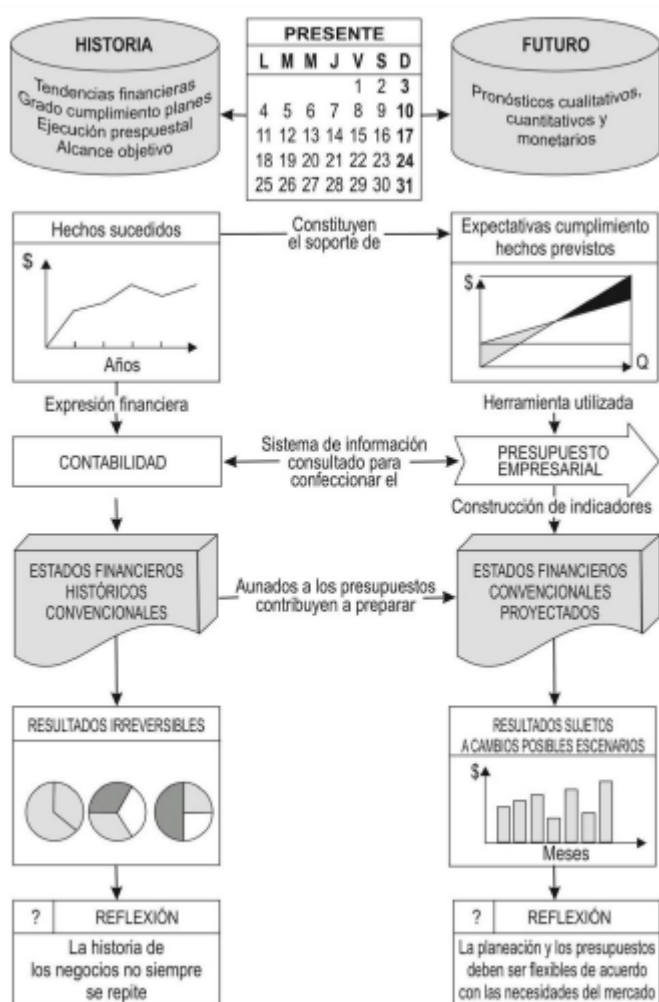 HISTORIA
Tendencias financieras
Grado cumplimiento planes
Ejecución prespuestal
Alcance objetivo
PRESENTE
L M M J V S D
1 2 3
4 5 6 7 8 9 10
11 12 13 14 15 16 17
18 19 20 21 22 23 24
25 26 27 28 29 30 31
FUTURO
Pronósticos cualitativos,
cuantitativos y
monetarios
Hechos sucedidos
$
Años
Constituyen
el soporte de
Expectativas cumplimiento
hechos previstos
$
Q
Expresión financiera
Herramienta utilizada
CONTABILIDAD
Sistema de información
consultado para
confeccionar el
PRESUPUESTO
EMPRESARIAL
Construcción de indicadores
ESTADOS FINANCIEROS
HISTÓRICOS
CONVENCIONALES
Aunados a los presupuestos
contribuyen a preparar
ESTADOS FINANCIEROS
CONVENCIONALES
PROYECTADOS
RESULTADOS IRREVERSIBLES
RESULTADOS SUJETOS
A CAMBIOS POSIBLES ESCENARIOS
$
Meses
? REFLEXIÓN
La historia de
los negocios no siempre
se repite
? REFLEXIÓN
La planeación y los presupuestos
deben ser flexibles de acuerdo
con las necesidades del mercado